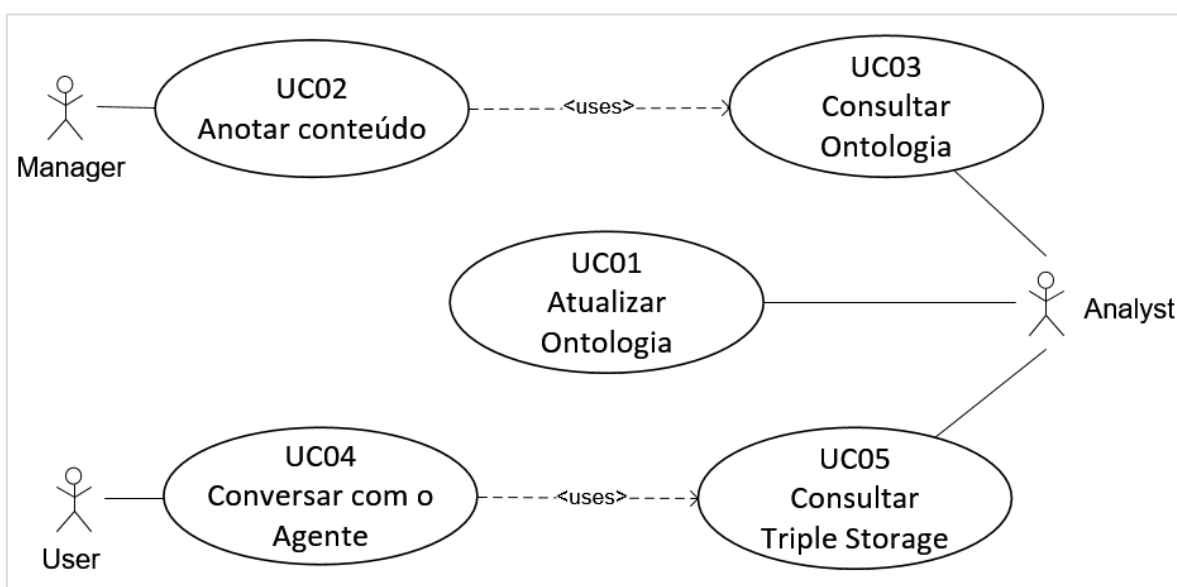 UC02
Anotar conteúdo
<uses>
UC03
Consultar
Ontologia
Manager
UC01
Atualizar
Ontologia
Analyst
UC04
Conversar com o
Agente
<uses>
UC05
Consultar
Triple Storage
User